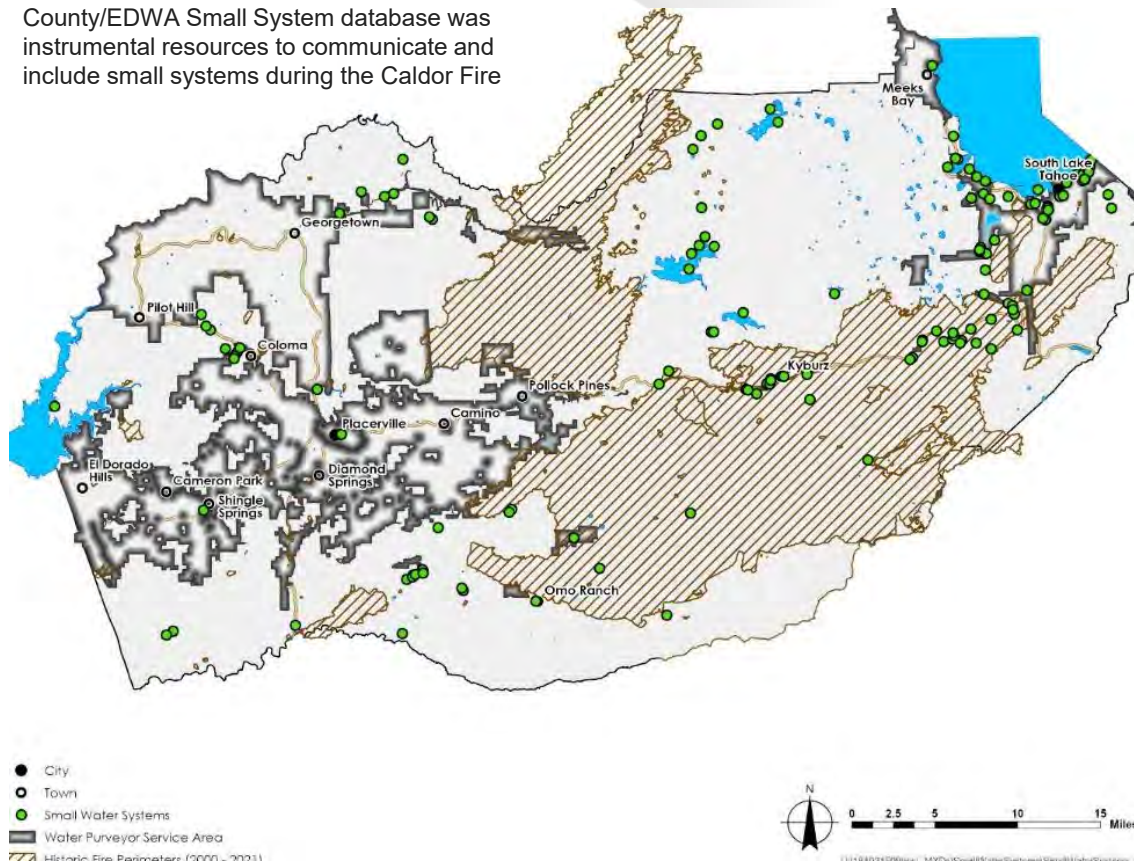 County/EDWA Small System database was
instrumental resources to communicate and
include small systems during the Caldor Fire
Meeks
Bay
South Lake
Tahoe
Georgetown
Pilot Hill
Coloma
Kyburz
Pollock Pines
Camino
Placerville
El Dorado
Hills
Cameron Park
Diamond
Springs
Shingle
Springs
Omo Ranch
City
Town
Small Water Systems
Water Purveyor Service Area
Historic Fire Perimeters (2000 - 2021)
N
0 2.5 5 10 15
Miles